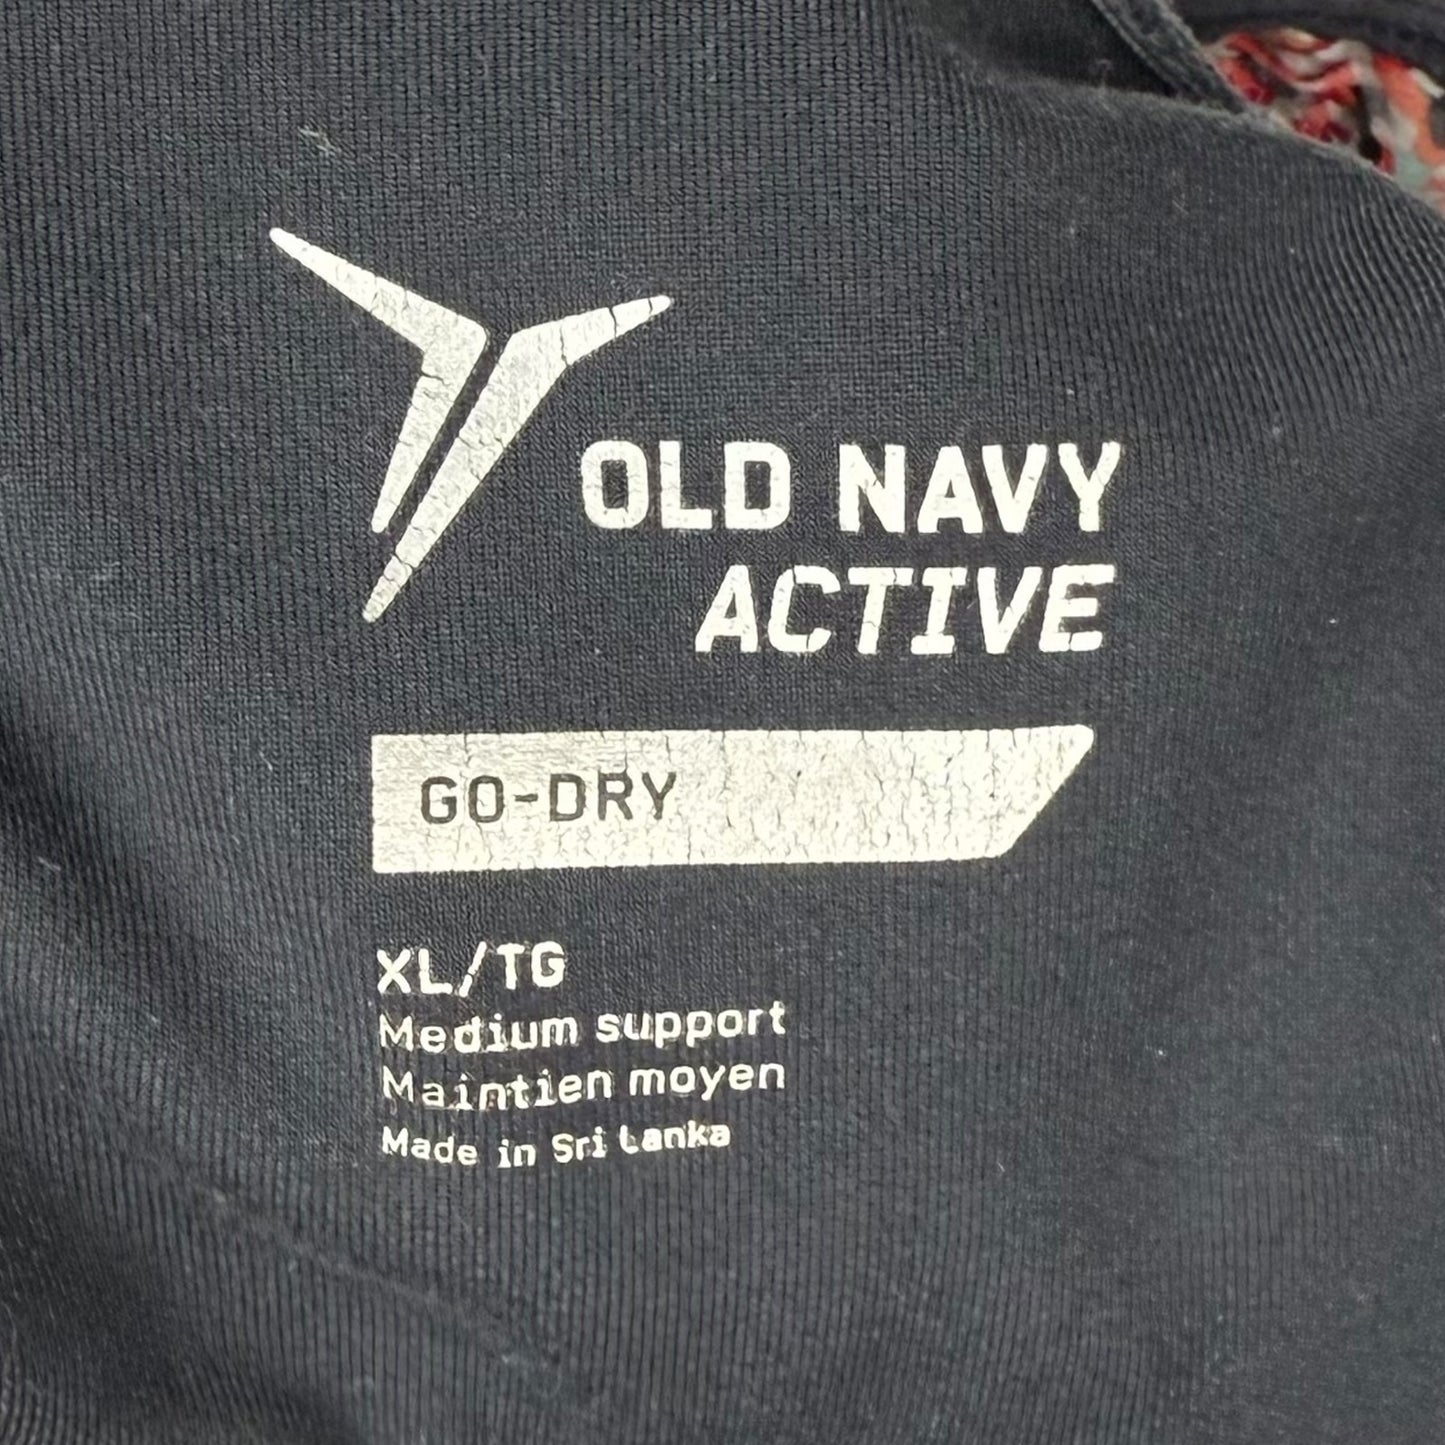 OLD NAVY
ACTIVE
GO-DRY
XL/TG
Medium support
Maintien moyen
Made in Sri Lanka